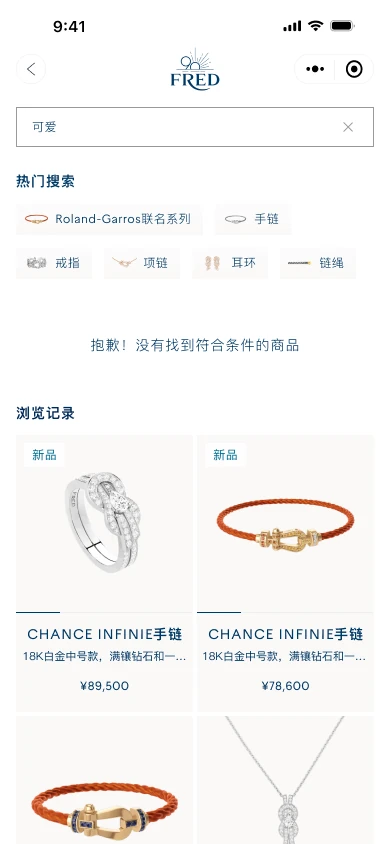 9:41
90
FRED
可爱
热门搜索
Roland-Garros联名系列
手链
戒指
项链
耳环
链绳
抱歉！没有找到符合条件的商品
浏览记录
新品
新品
CHANCE INFINIE手链
CHANCE INFINIE手链
18K白金中号款，满镶钻石和一...
18K白金中号款，满镶钻石和一...
¥89,500
¥78,600